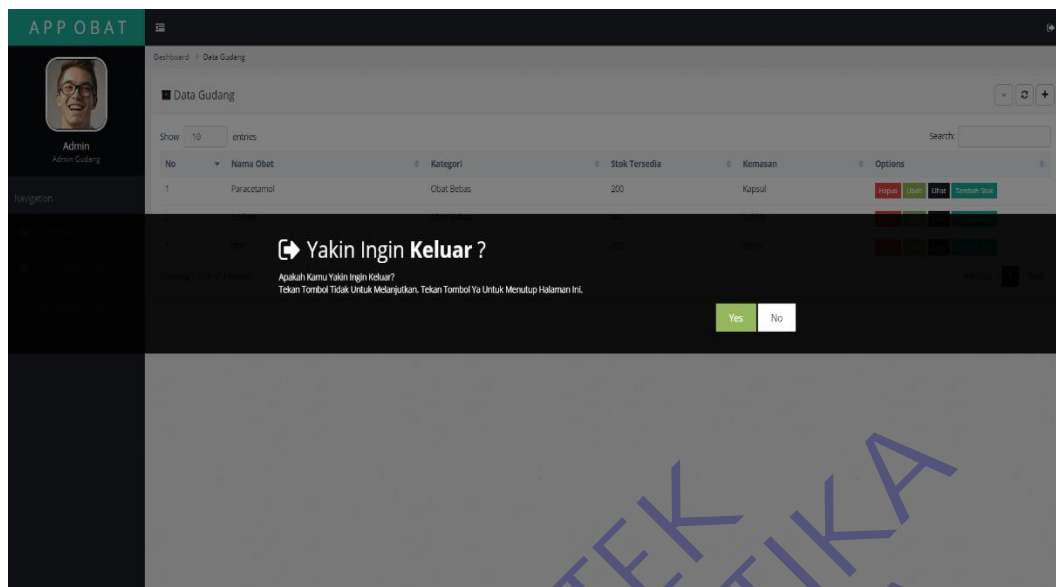 APP OBAT
Dashboard
Data Gudang
Data Gudang
Admin
Admin Gudang
Navigation
Show 10 entries
Search:
No Nama Obat Kategori Stok Tersedia Kemasan Options
1 Paracetamol Obat Bebas 200 Kapsul Hapus Ubah Lihat Tambah Stok
Yakin Ingin Keluar ?
Apakah Kamu Yakin Ingin Keluar?
Tekan Tombol Tidak Untuk Melanjutkan. Tekan Tombol Ya Untuk Menutup Halaman Ini.
Yes No
TEK
TIKA